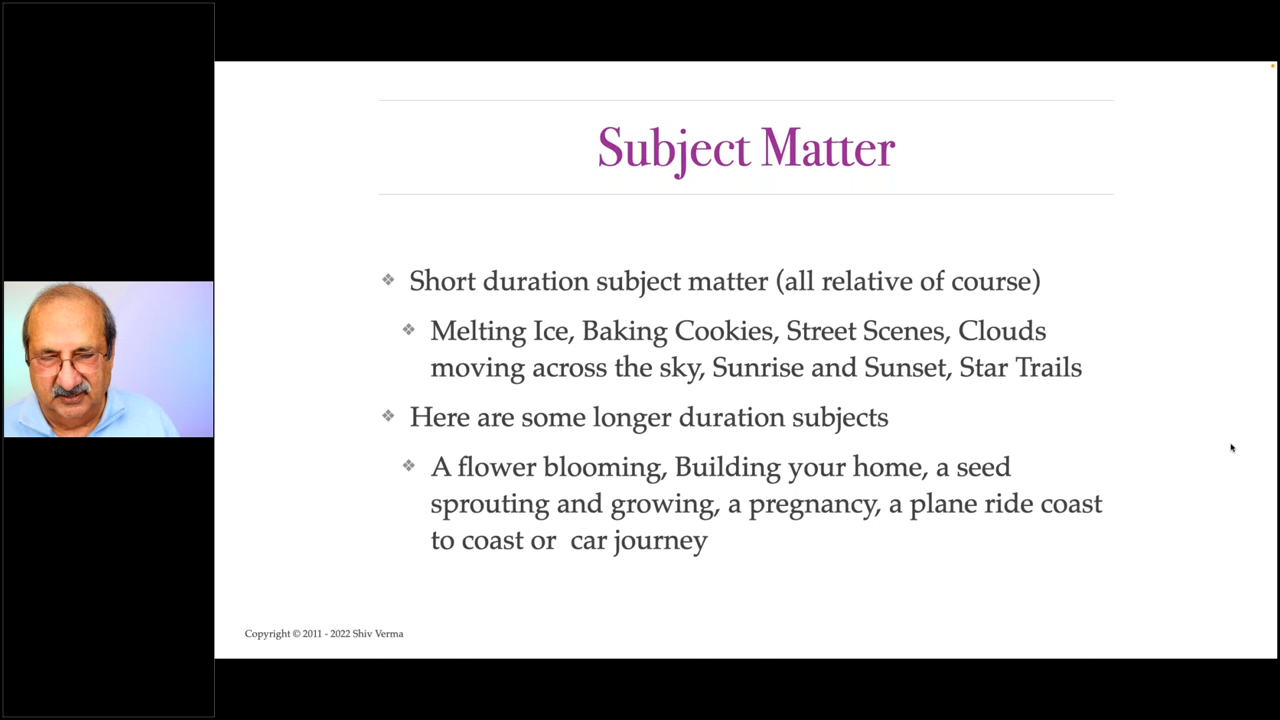 Subject Matter
Short duration subject matter (all relative of course)
Melting Ice, Baking Cookies, Street Scenes, Clouds
moving across the sky, Sunrise and Sunset, Star Trails
Here are some longer duration subjects
A flower blooming, Building your home, a seed
sprouting and growing, a pregnancy, a plane ride coast
to coast or  car journey
Copyright © 2011 - 2022 Shiv Verma